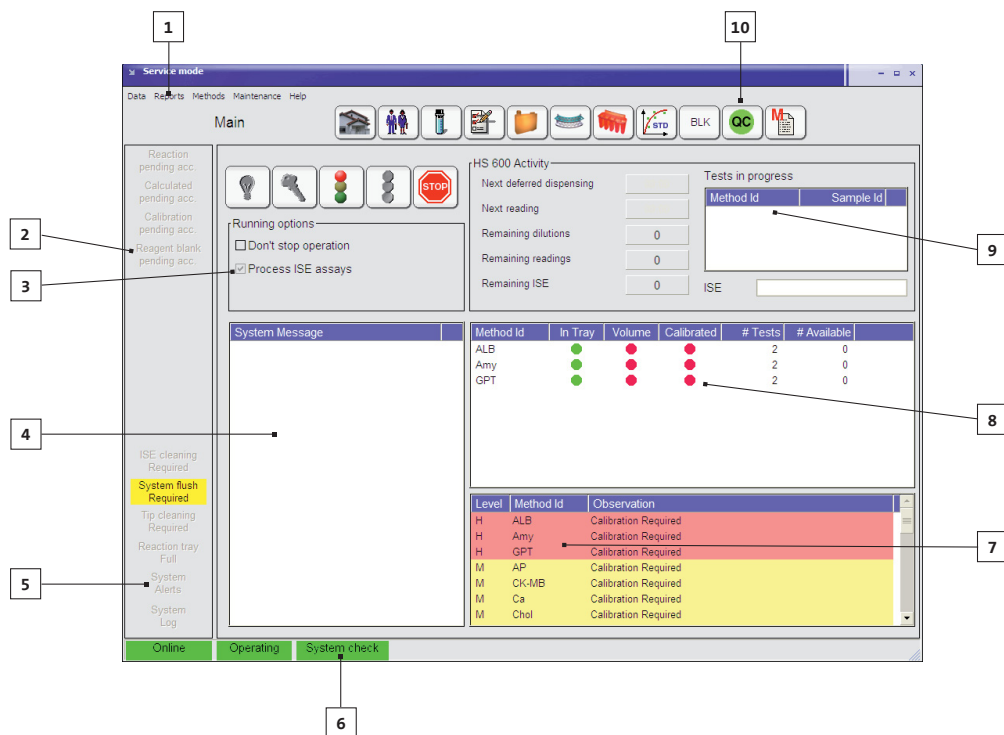 1
10
Service mode
Data Reports Methods Maintenance Help
Main
STD
BLK
QC
M
Reaction
pending acc.
Calculated
pending acc.
Calibration
pending acc.
Reagent blank
pending acc.
2
3
4
5
ISE cleaning
Required
System flush
Required
Tip cleaning
Required
Reaction tray
Full
System
Alerts
System
Log
STOP
Running options
Don't stop operation
Process ISE assays
HS 600 Activity
Next deferred dispensing
Next reading
Remaining dilutions 0
Remaining readings 0
Remaining ISE 0
Tests in progress
Method Id Sample Id
ISE
9
System Message
Method Id In Tray Volume Calibrated # Tests # Available
ALB 2 0
Amy 2 0
GPT 2 0
8
Level Method Id Observation
H ALB Calibration Required
H Amy Calibration Required
H GPT Calibration Required
M AP Calibration Required
M CK-MB Calibration Required
M Ca Calibration Required
M Chol Calibration Required
7
Online Operating System check
6